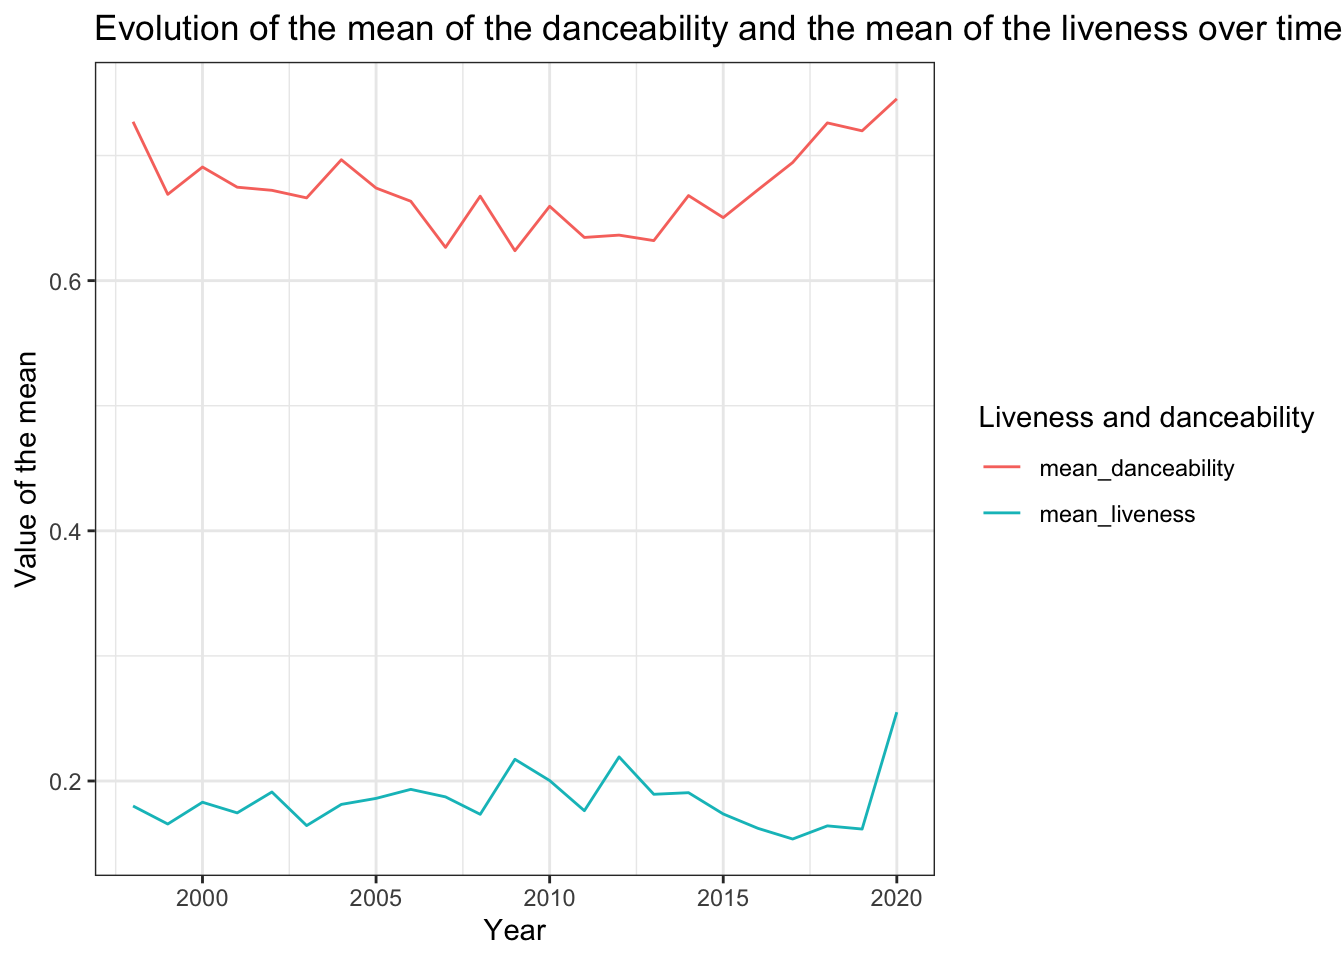 Evolution of the mean of the danceability and the mean of the liveness over time
Value of the mean
0.6
0.4
0.2
2000 2005 2010 2015 2020
Year
Liveness and danceability
mean_danceability
mean_liveness